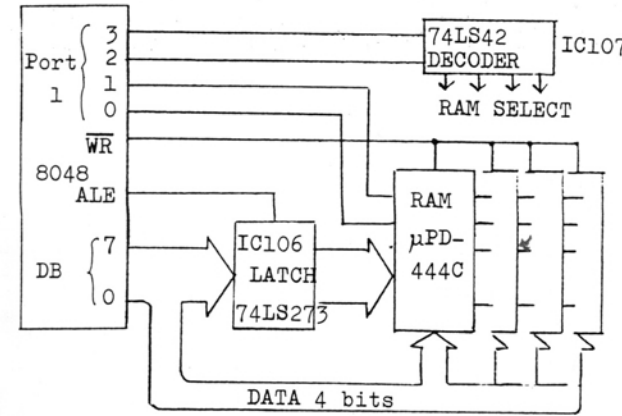 Port 1
3
2
1
0
WR
8048
ALE
DB
7
0
74LS42
DECODER
IC107
RAM SELECT
IC106
LATCH
74LS273
RAM
μPD-
444C
DATA 4 bits